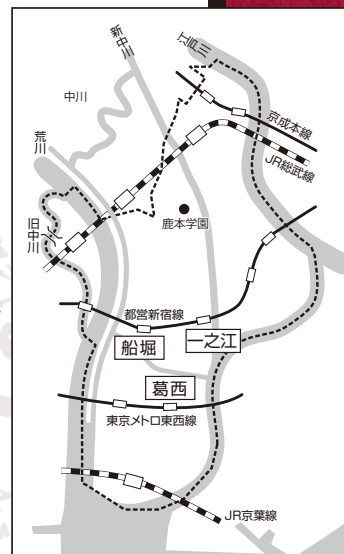 新中川
江戸川
中川
京成本線
荒川
JR総武線
鹿本学園
旧中川
都営新宿線
船堀
一之江
葛西
東京メトロ東西線
JR京葉線